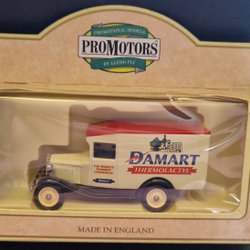 PROMOTIONAL MODELS
PROMOTORS
BY LLEDO PLC
DAMART
THERMOLACTYL
MADE IN ENGLAND